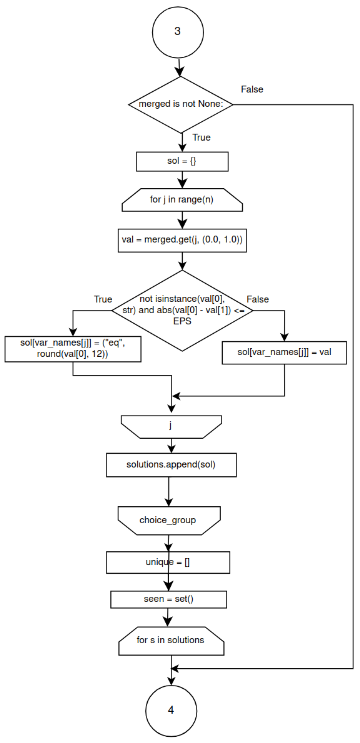 3
merged is not None:
False
True
sol = {}
for j in range(n)
val = merged.get(j, (0.0, 1.0))
True
not isinstance(val[0],
str) and abs(val[0] - val[1]) <=
EPS
False
sol[var_names[j]] = ("eq",
round(val[0], 12))
sol[var_names[j]] = val
j
solutions.append(sol)
choice_group
unique = []
seen = set()
for s in solutions
4